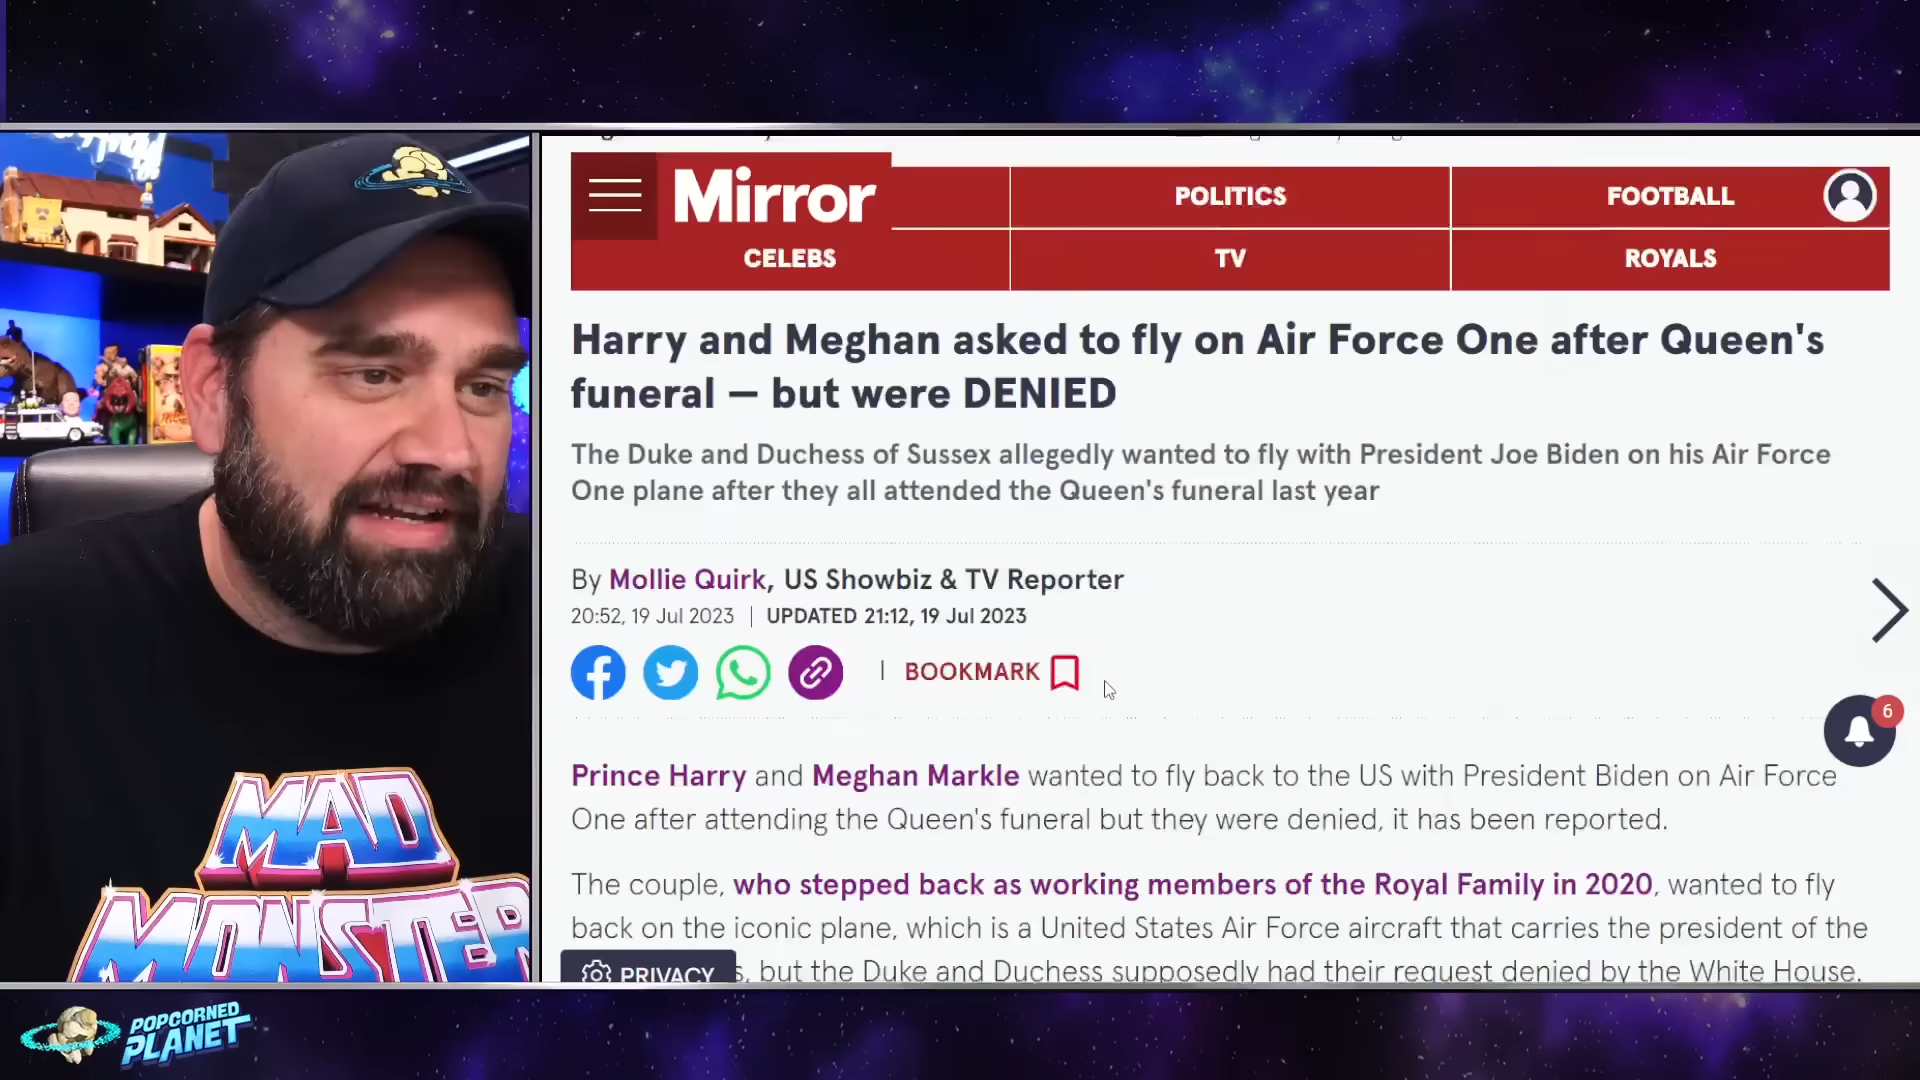 Mirror
POLITICS
FOOTBALL
CELEBS
TV
ROYALS
Harry and Meghan asked to fly on Air Force One after Queen's
funeral — but were DENIED
The Duke and Duchess of Sussex allegedly wanted to fly with President Joe Biden on his Air Force
One plane after they all attended the Queen's funeral last year
By Mollie Quirk, US Showbiz & TV Reporter
20:52, 19 Jul 2023 | UPDATED 21:12, 19 Jul 2023
| BOOKMARK
6
Prince Harry and Meghan Markle wanted to fly back to the US with President Biden on Air Force
One after attending the Queen's funeral but they were denied, it has been reported.
The couple, who stepped back as working members of the Royal Family in 2020, wanted to fly
back on the iconic plane, which is a United States Air Force aircraft that carries the president of the
PRIVACY
s, but the Duke and Duchess supposedly had their request denied by the White House.
MAD
MONSTER
POPCORNED
PLANET